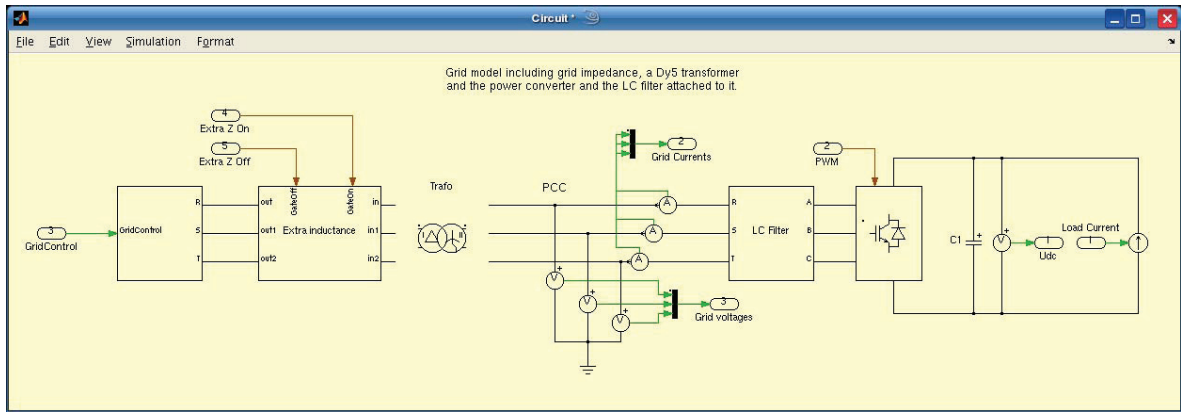 Circuit *
File Edit View Simulation Format
Grid model including grid impedance, a Dy5 transformer
and the power converter and the LC filter attached to it.
4
Extra Z On
5
Extra Z Off
2
Grid Currents
2
PWM
Trafo
PCC
3
GridControl
GridControl
R
S
T
out
out1
out2
GateOff
GateOn
Extra inductance
in
in1
in2
A
A
A
R
S
T
LC Filter
A
B
C
C1
V
1
Udc
Load Current
1
V
V
V
3
Grid voltages